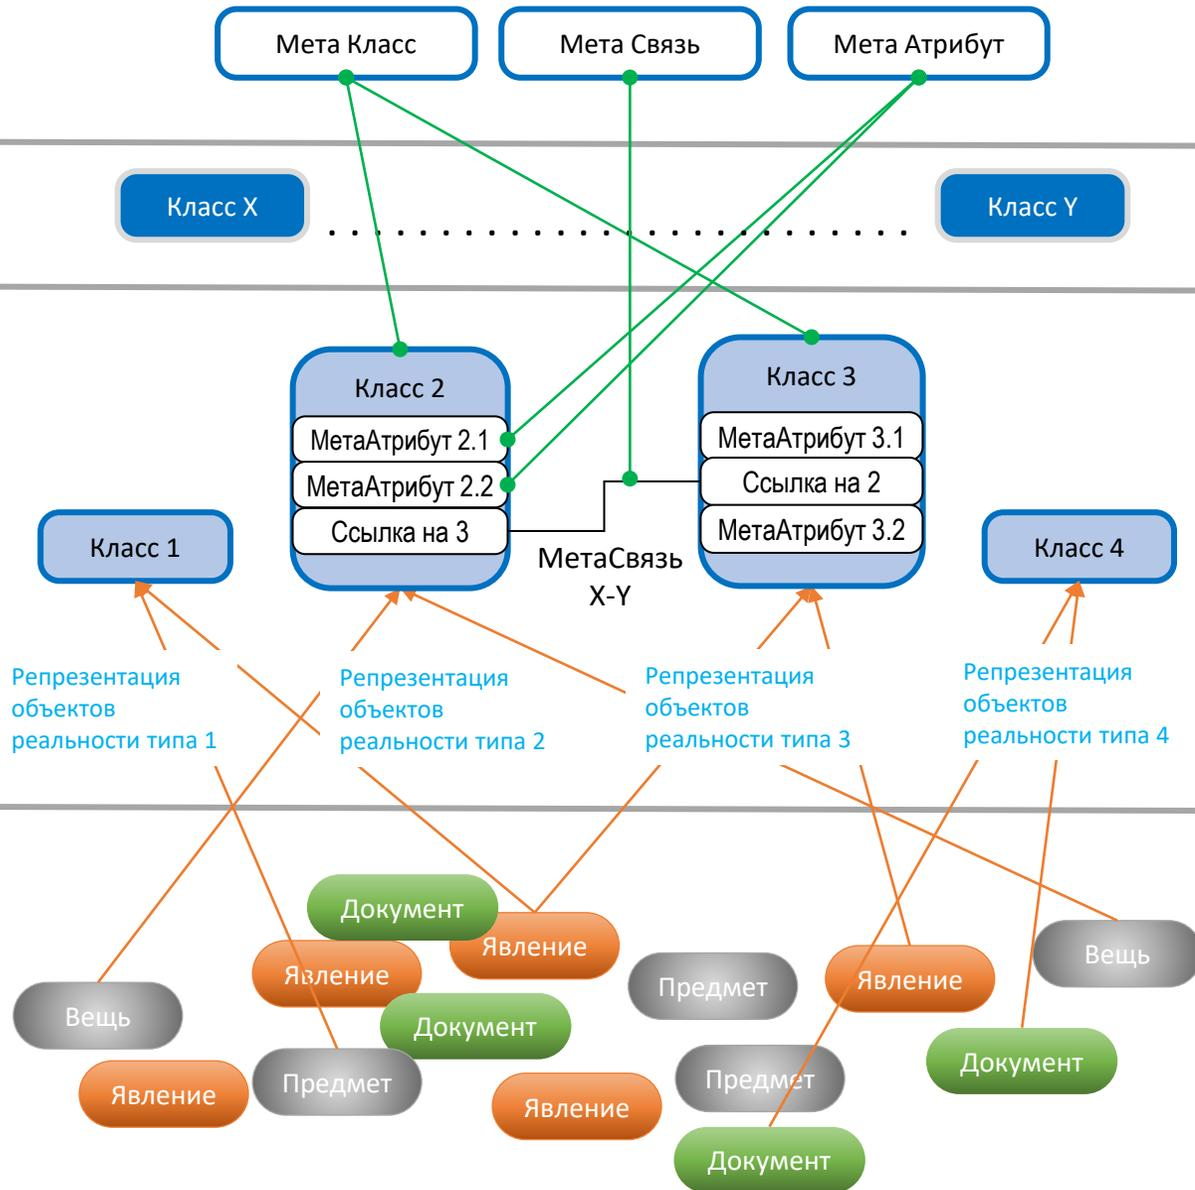 Мета Класс
Мета Связь
Мета Атрибут
Класс X
Класс Y
Класс 2
МетаАтрибут 2.1
МетаАтрибут 2.2
Ссылка на 3
Класс 3
МетаАтрибут 3.1
Ссылка на 2
МетаАтрибут 3.2
Класс 1
МетаСвязь
X-Y
Класс 4
Репрезентация
объектов
реальности типа 1
Репрезентация
объектов
реальности типа 2
Репрезентация
объектов
реальности типа 3
Репрезентация
объектов
реальности типа 4
Документ
Явление
Явление
Вещь
Предмет
Явление
Вещь
Документ
Документ
Явление
Предмет
Явление
Предмет
Документ